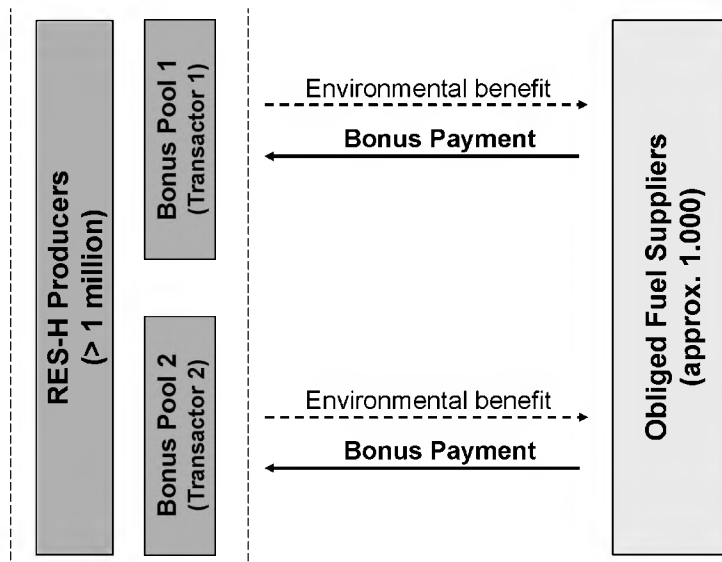 RES-H Producers
(> 1 million)
Bonus Pool 1
(Transactor 1)
Environmental benefit
Bonus Payment
Bonus Pool 2
(Transactor 2)
Environmental benefit
Bonus Payment
Obliged Fuel Suppliers
(approx. 1.000)